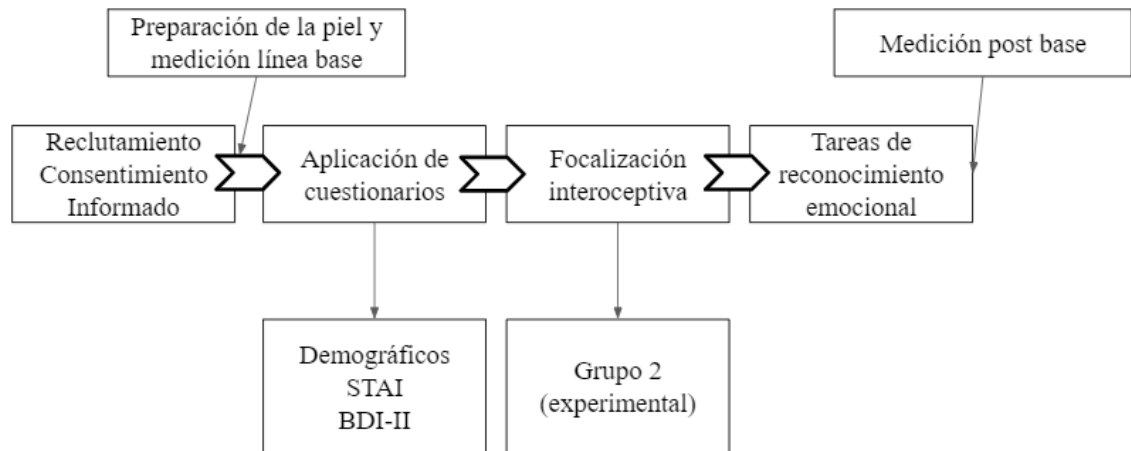 Preparación de la piel y
medición línea base
Medición post base
Reclutamiento
Consentimiento
Informado
Aplicación de
cuestionarios
Focalización
interoceptiva
Tareas de
reconocimiento
emocional
Demográficos
STAI
BDI-II
Grupo 2
(experimental)